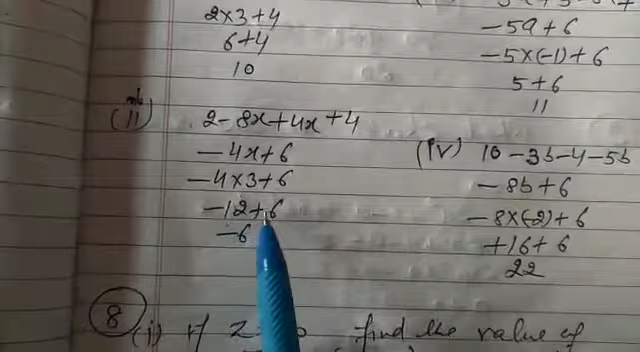 2×3+4
6+4
10
(ii) 2-8x+4x+4
-4x+6
-4×3+6
-12+6
-6
-5a+6
-5×(-1)+6
5+6
11
(iv) 10-3b-4-5b
-8b+6
-8×(-2)+6
+16+6
22
8 (i) if find the value of